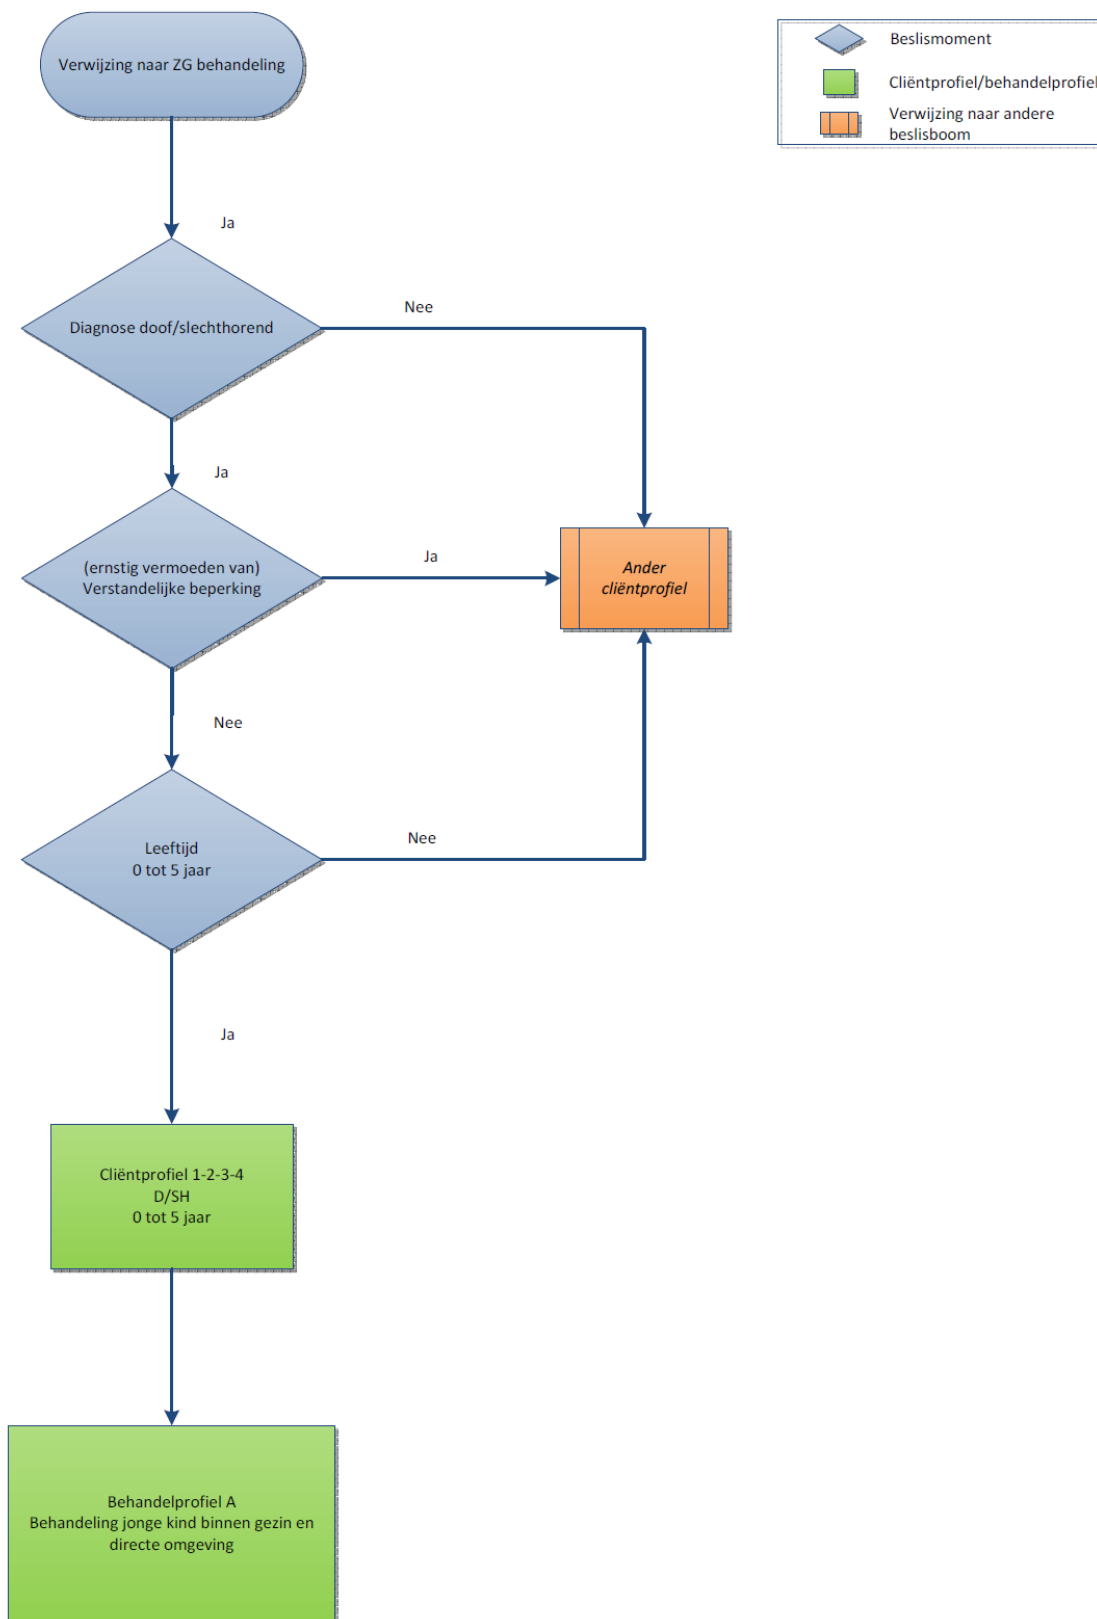 Verwijzing naar ZG behandeling
Beslismoment
Cliëntprofiel/behandelprofiel
Verwijzing naar andere
beslisboom
Ja
Diagnose doof/slechthorend
Nee
Ja
(ernstig vermoeden van)
Verstandelijke beperking
Ja
Ander
cliëntprofiel
Nee
Leeftijd
0 tot 5 jaar
Nee
Ja
Cliëntprofiel 1-2-3-4
D/SH
0 tot 5 jaar
Behandelprofiel A
Behandeling jonge kind binnen gezin en
directe omgeving